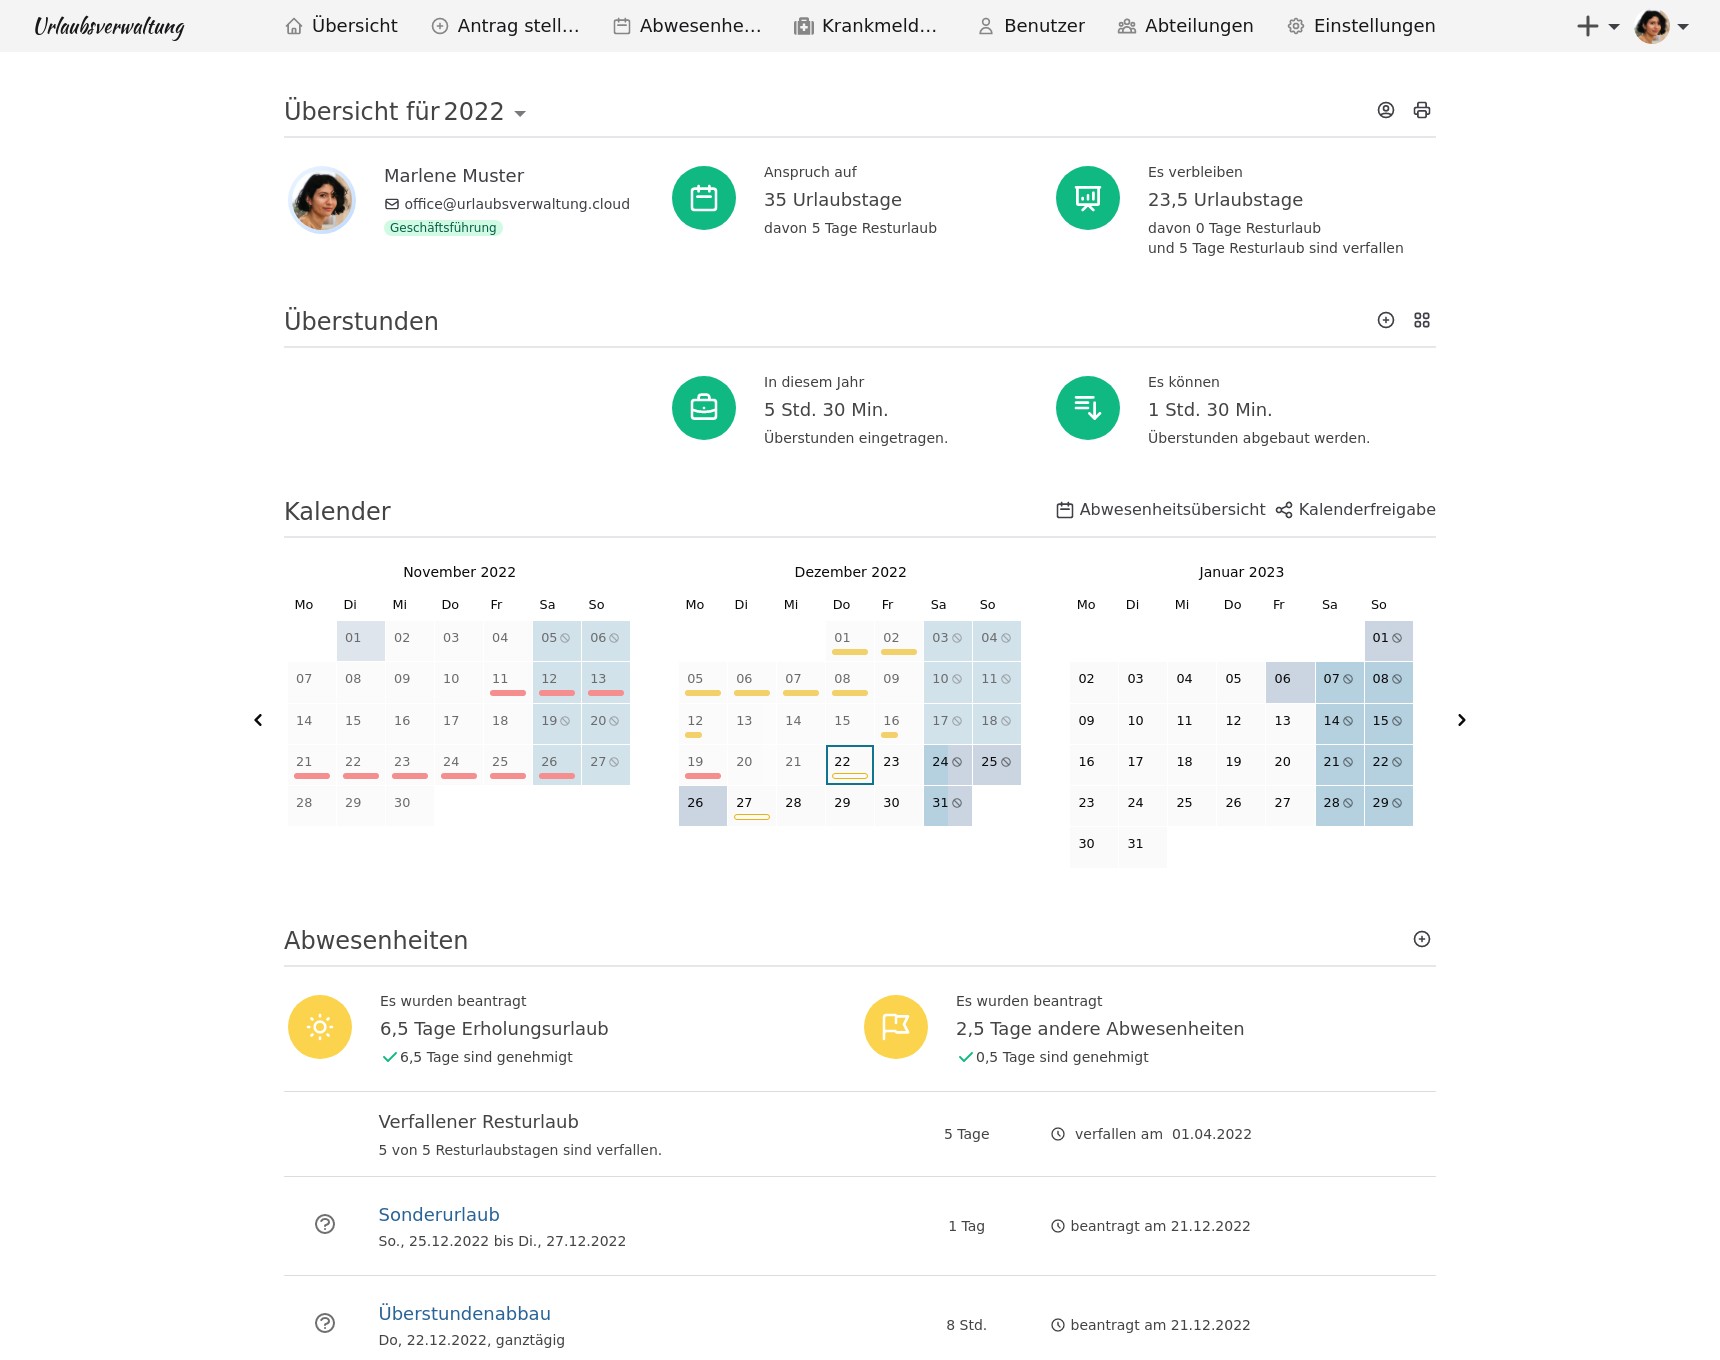 Urlaubsverwaltung
Übersicht
Antrag stell...
Abwesenhe...
Krankmeld...
Benutzer
Abteilungen
Einstellungen
Übersicht für 2022
Marlene Muster
office@urlaubsverwaltung.cloud
Geschäftsführung
Anspruch auf
35 Urlaubstage
davon 5 Tage Resturlaub
Es verbleiben
23,5 Urlaubstage
davon 0 Tage Resturlaub
und 5 Tage Resturlaub sind verfallen
Überstunden
In diesem Jahr
5 Std. 30 Min.
Überstunden eingetragen.
Es können
1 Std. 30 Min.
Überstunden abgebaut werden.
Kalender
Abwesenheitsübersicht
Kalenderfreigabe
November 2022
Mo Di Mi Do Fr Sa So
01 02 03 04 05 06
07 08 09 10 11 12 13
14 15 16 17 18 19 20
21 22 23 24 25 26 27
28 29 30
Dezember 2022
Mo Di Mi Do Fr Sa So
01 02 03 04
05 06 07 08 09 10 11
12 13 14 15 16 17 18
19 20 21 22 23 24 25
26 27 28 29 30 31
Januar 2023
Mo Di Mi Do Fr Sa So
01
02 03 04 05 06 07 08
09 10 11 12 13 14 15
16 17 18 19 20 21 22
23 24 25 26 27 28 29
30 31
Abwesenheiten
Es wurden beantragt
6,5 Tage Erholungsurlaub
6,5 Tage sind genehmigt
Es wurden beantragt
2,5 Tage andere Abwesenheiten
0,5 Tage sind genehmigt
Verfallener Resturlaub
5 von 5 Resturlaubstagen sind verfallen.
5 Tage
verfallen am 01.04.2022
Sonderurlaub
So., 25.12.2022 bis Di., 27.12.2022
1 Tag
beantragt am 21.12.2022
Überstundenabbau
Do, 22.12.2022, ganztägig
8 Std.
beantragt am 21.12.2022